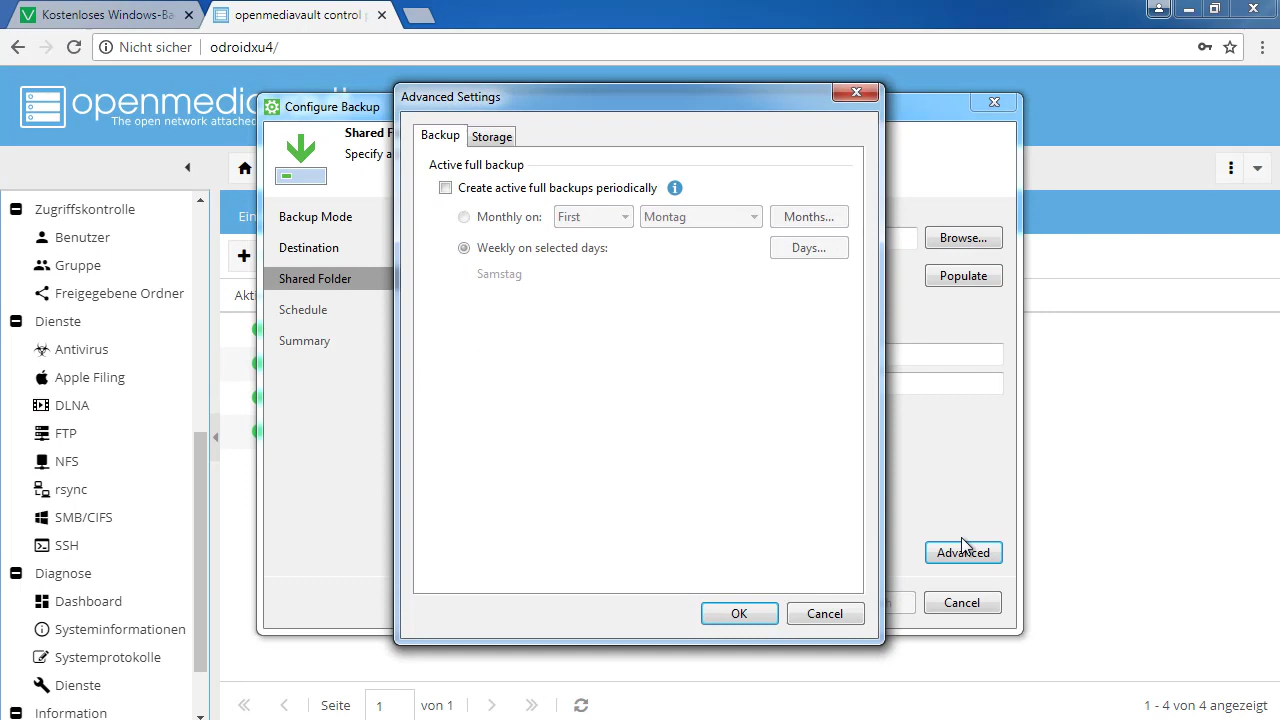 Kostenloses Windows-Ba
openmediavault control
Nicht sicher
odroidxu4/
openmedia
The open network attached
Configure Backup
Shared F
Specify a
Backup Mode
Destination
Shared Folder
Schedule
Summary
Browse...
Populate
Advanced
Cancel
Advanced Settings
Backup
Storage
Active full backup
Create active full backups periodically
Monthly on:
First
Montag
Months...
Weekly on selected days:
Days...
Samstag
OK
Cancel
Zugriffskontrolle
Benutzer
Gruppe
Freigegebene Ordner
Dienste
Antivirus
Apple Filing
DLNA
FTP
NFS
rsync
SMB/CIFS
SSH
Diagnose
Dashboard
Systeminformationen
Systemprotokolle
Dienste
Information
Ein
Akti
Seite 1 von 1
1 - 4 von 4 angezeigt